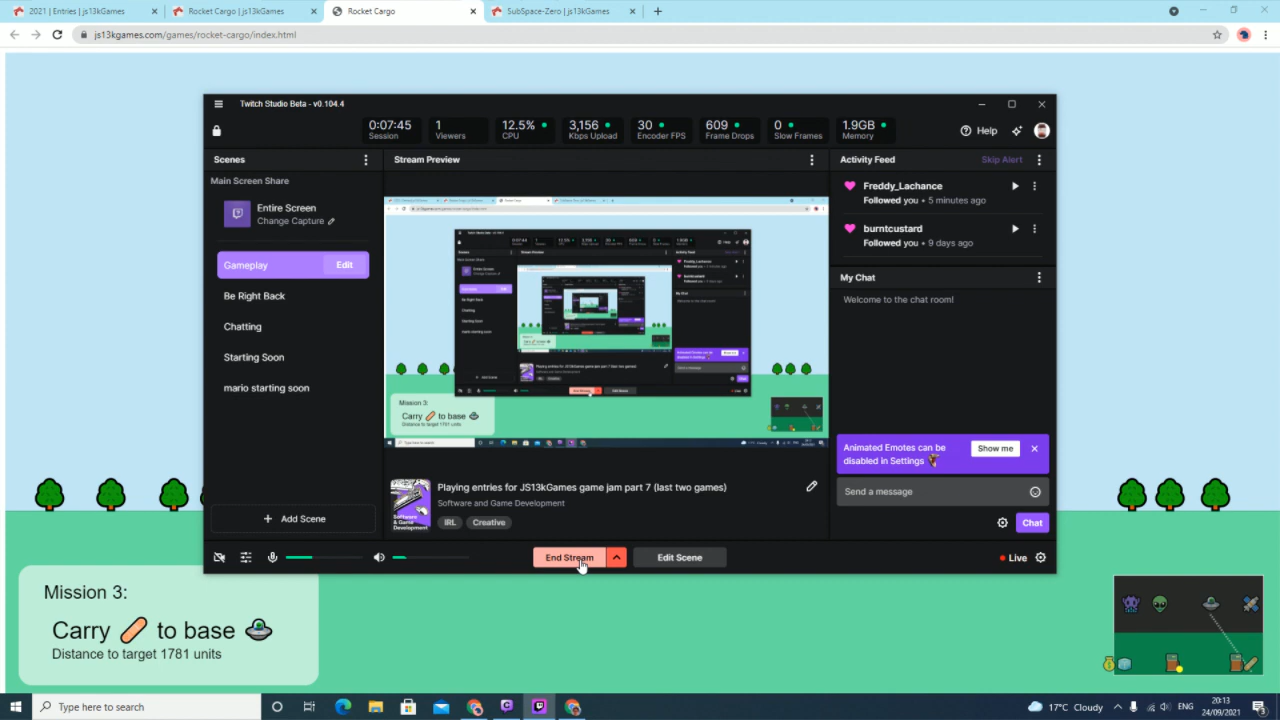 2021 | Entries | js13kGames
Rocket Cargo | js13kGames
Rocket Cargo
SubSpace-Zero | js13kGames
js13kgames.com/games/rocket-cargo/index.html
Twitch Studio Beta - v0.104.4
0:07:45
Session
1
Viewers
12.5%
CPU
3,156
Kbps Upload
30
Encoder FPS
609
Frame Drops
0
Slow Frames
1.9GB
Memory
Help
Scenes
Main Screen Share
Entire Screen
Change Capture
Gameplay
Edit
Be Right Back
Chatting
Starting Soon
mario starting soon
Add Scene
Stream Preview
Mission 3:
Carry to base
Distance to target 1781 units
Software
& Game
Development
Playing entries for JS13kGames game jam part 7 (last two games)
Software and Game Development
IRL
Creative
Activity Feed
Skip Alert
Freddy_Lachance
Followed you • 5 minutes ago
burntcustard
Followed you • 9 days ago
My Chat
Welcome to the chat room!
Animated Emotes can be
disabled in Settings
Show me
Send a message
Chat
End Stream
Edit Scene
Live
Mission 3:
Carry to base
Distance to target 1781 units
Type here to search
17°C Cloudy
ENG
20:13
24/09/2021
3